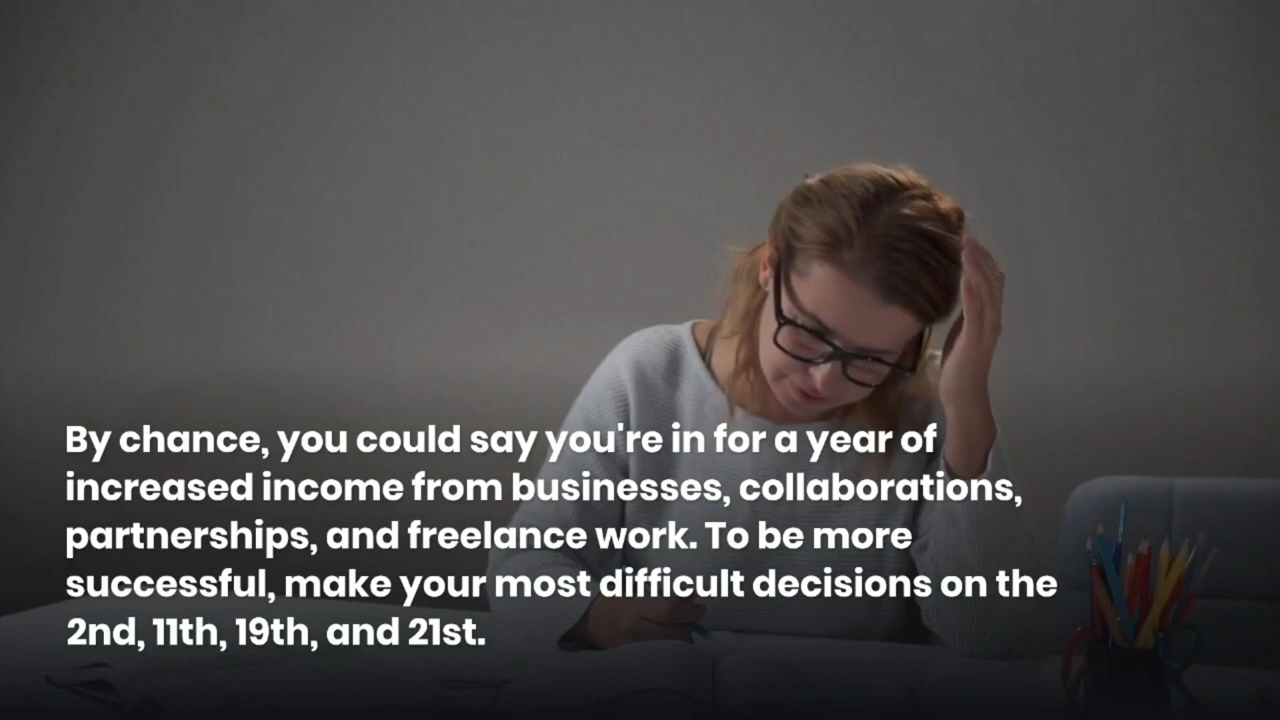 By chance, you could say you're in for a year of
increased income from businesses, collaborations,
partnerships, and freelance work. To be more
successful, make your most difficult decisions on the
2nd, 11th, 19th, and 21st.